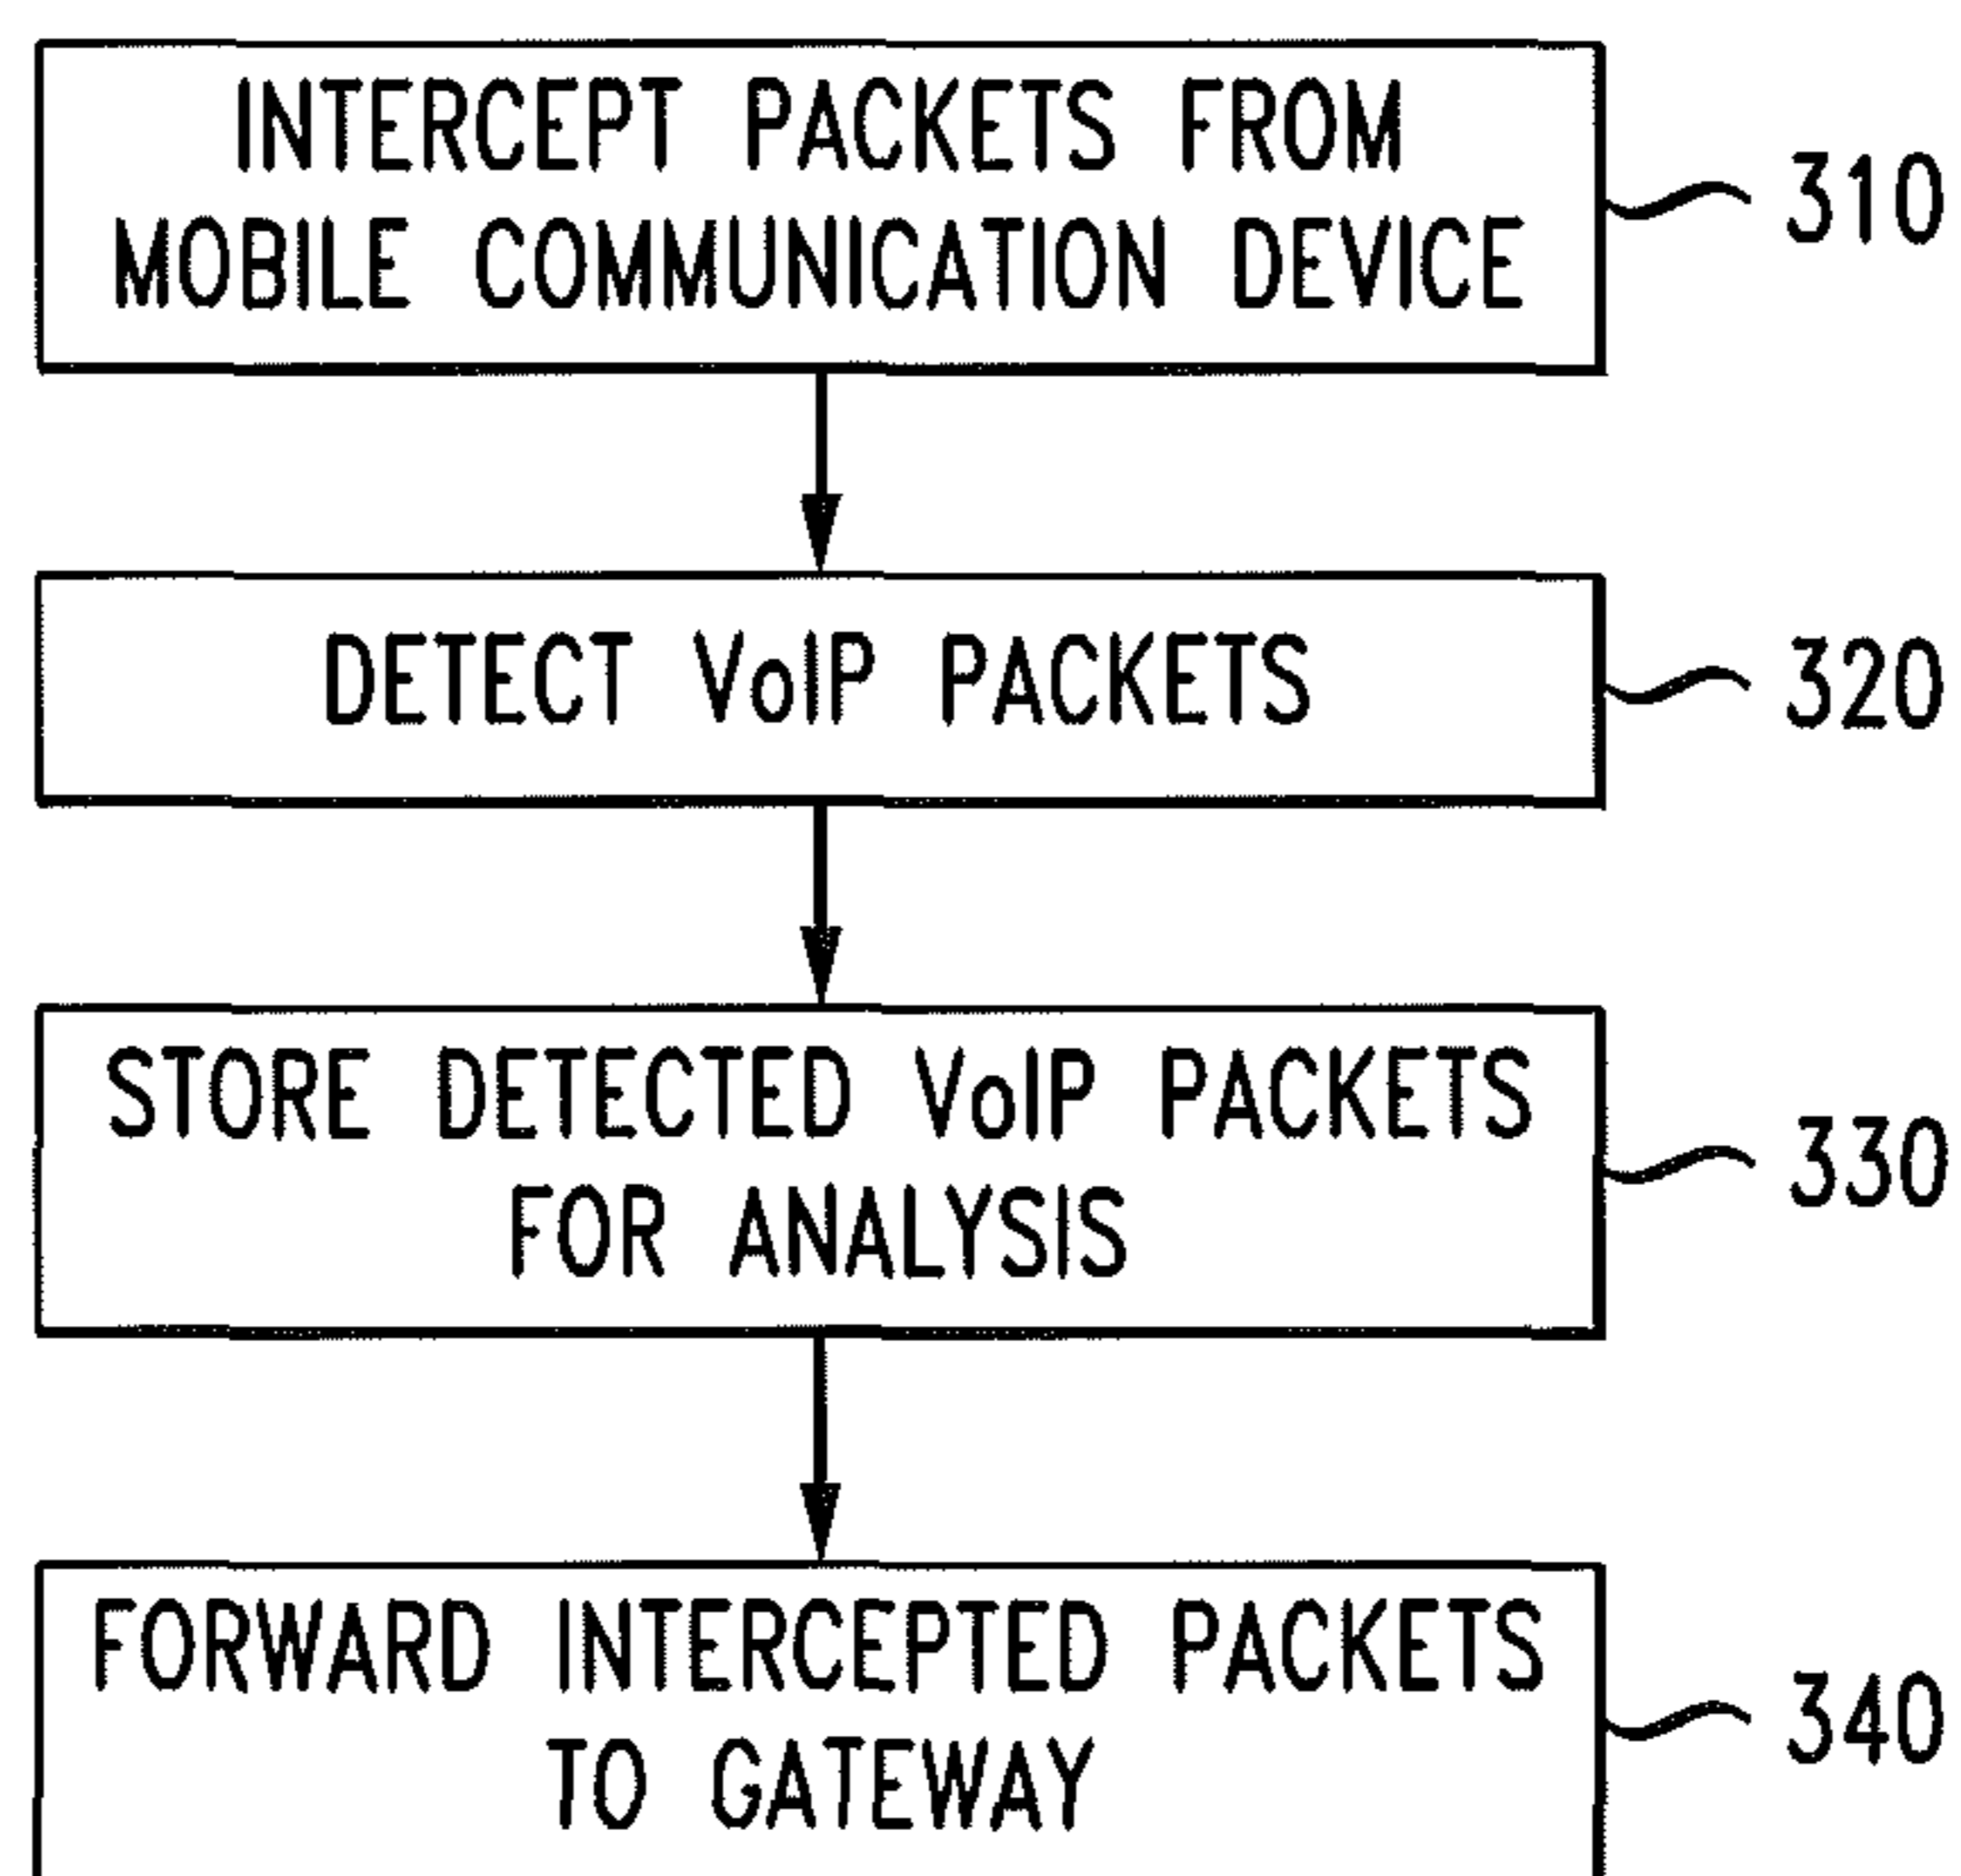 INTERCEPT PACKETS FROM
MOBILE COMMUNICATION DEVICE
310
DETECT VoIP PACKETS
320
STORE DETECTED VoIP PACKETS
FOR ANALYSIS
330
FORWARD INTERCEPTED PACKETS
TO GATEWAY
340